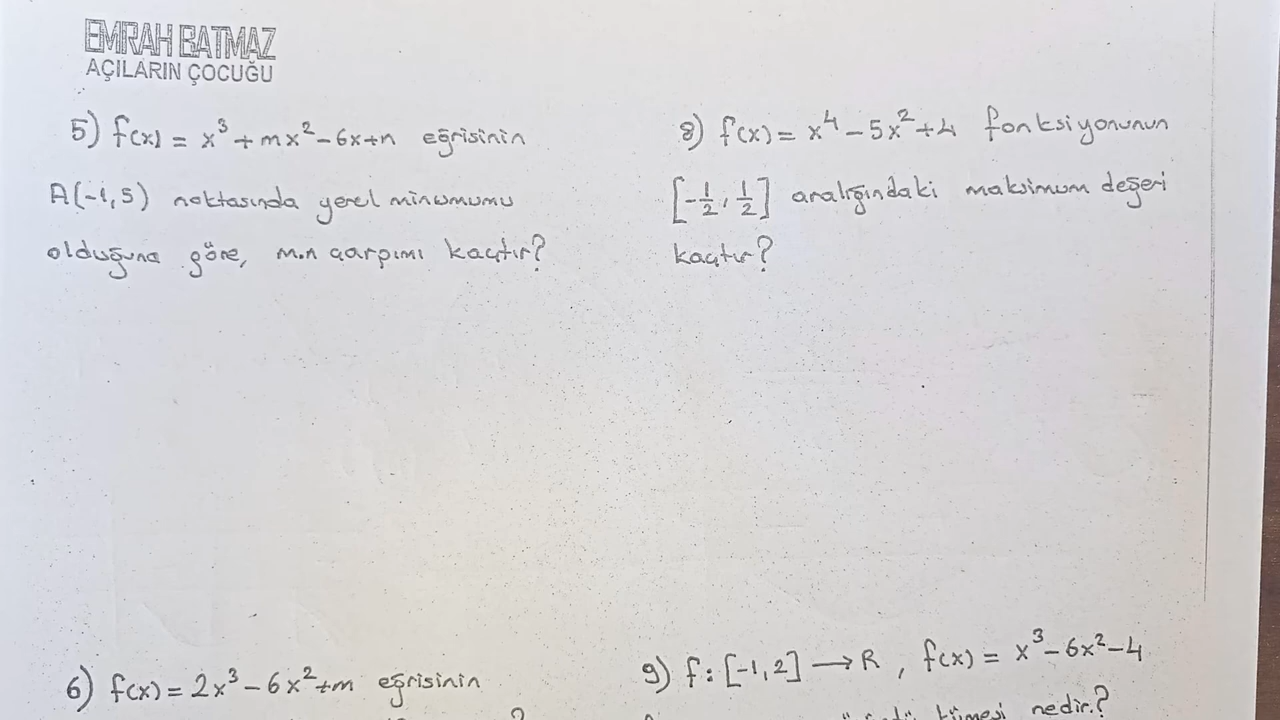 EMRAH BATMAZ
AÇILARIN ÇOCUĞU
5) f(x) = x³ + mx² - 6x + n eğrisinin
A(-1,5) noktasında yerel minumumu
olduğuna göre, m.n çarpımı kaçtır?
6) f(x) = 2x³ - 6x² + m eğrisinin
8) f(x) = x⁴ - 5x² + 4 fonksiyonunun
[-1/2, 1/2] aralığındaki maksimum değeri
kaçtır?
9) f: [-1,2] → R, f(x) = x³ - 6x² - 4
kümesi nedir?